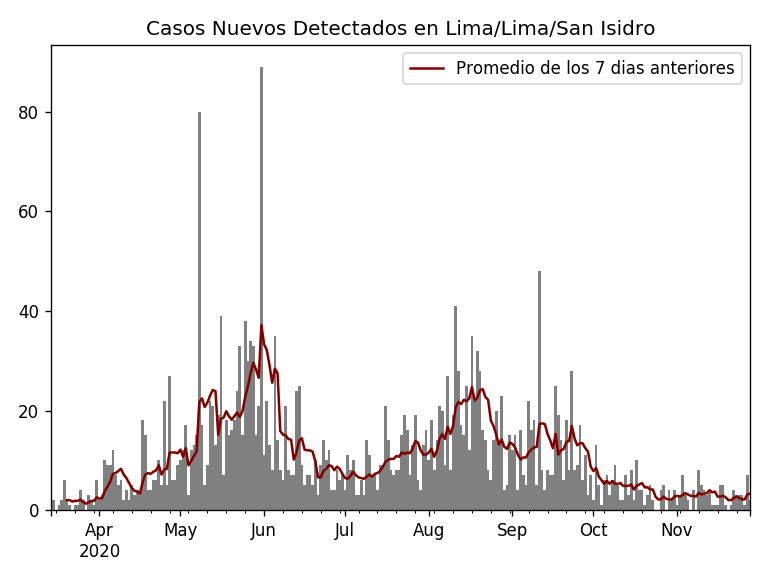 Casos Nuevos Detectados en Lima/Lima/San Isidro
Promedio de los 7 dias anteriores
80
60
40
20
0
Apr May Jun Jul Aug Sep Oct Nov
2020